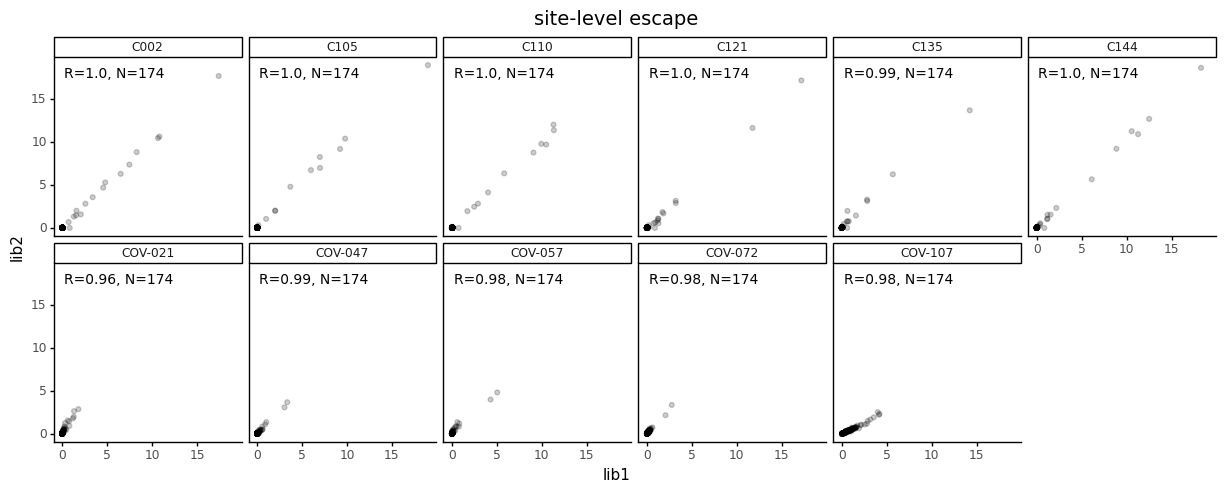 site-level escape
C002 C105 C110 C121 C135 C144
R=1.0, N=174 R=1.0, N=174 R=1.0, N=174 R=1.0, N=174 R=0.99, N=174 R=1.0, N=174
15
10
5
0
0 5 10 15
COV-021 COV-047 COV-057 COV-072 COV-107
R=0.96, N=174 R=0.99, N=174 R=0.98, N=174 R=0.98, N=174 R=0.98, N=174
15
10
5
0
0 5 10 15 0 5 10 15 0 5 10 15 0 5 10 15 0 5 10 15
lib2
lib1